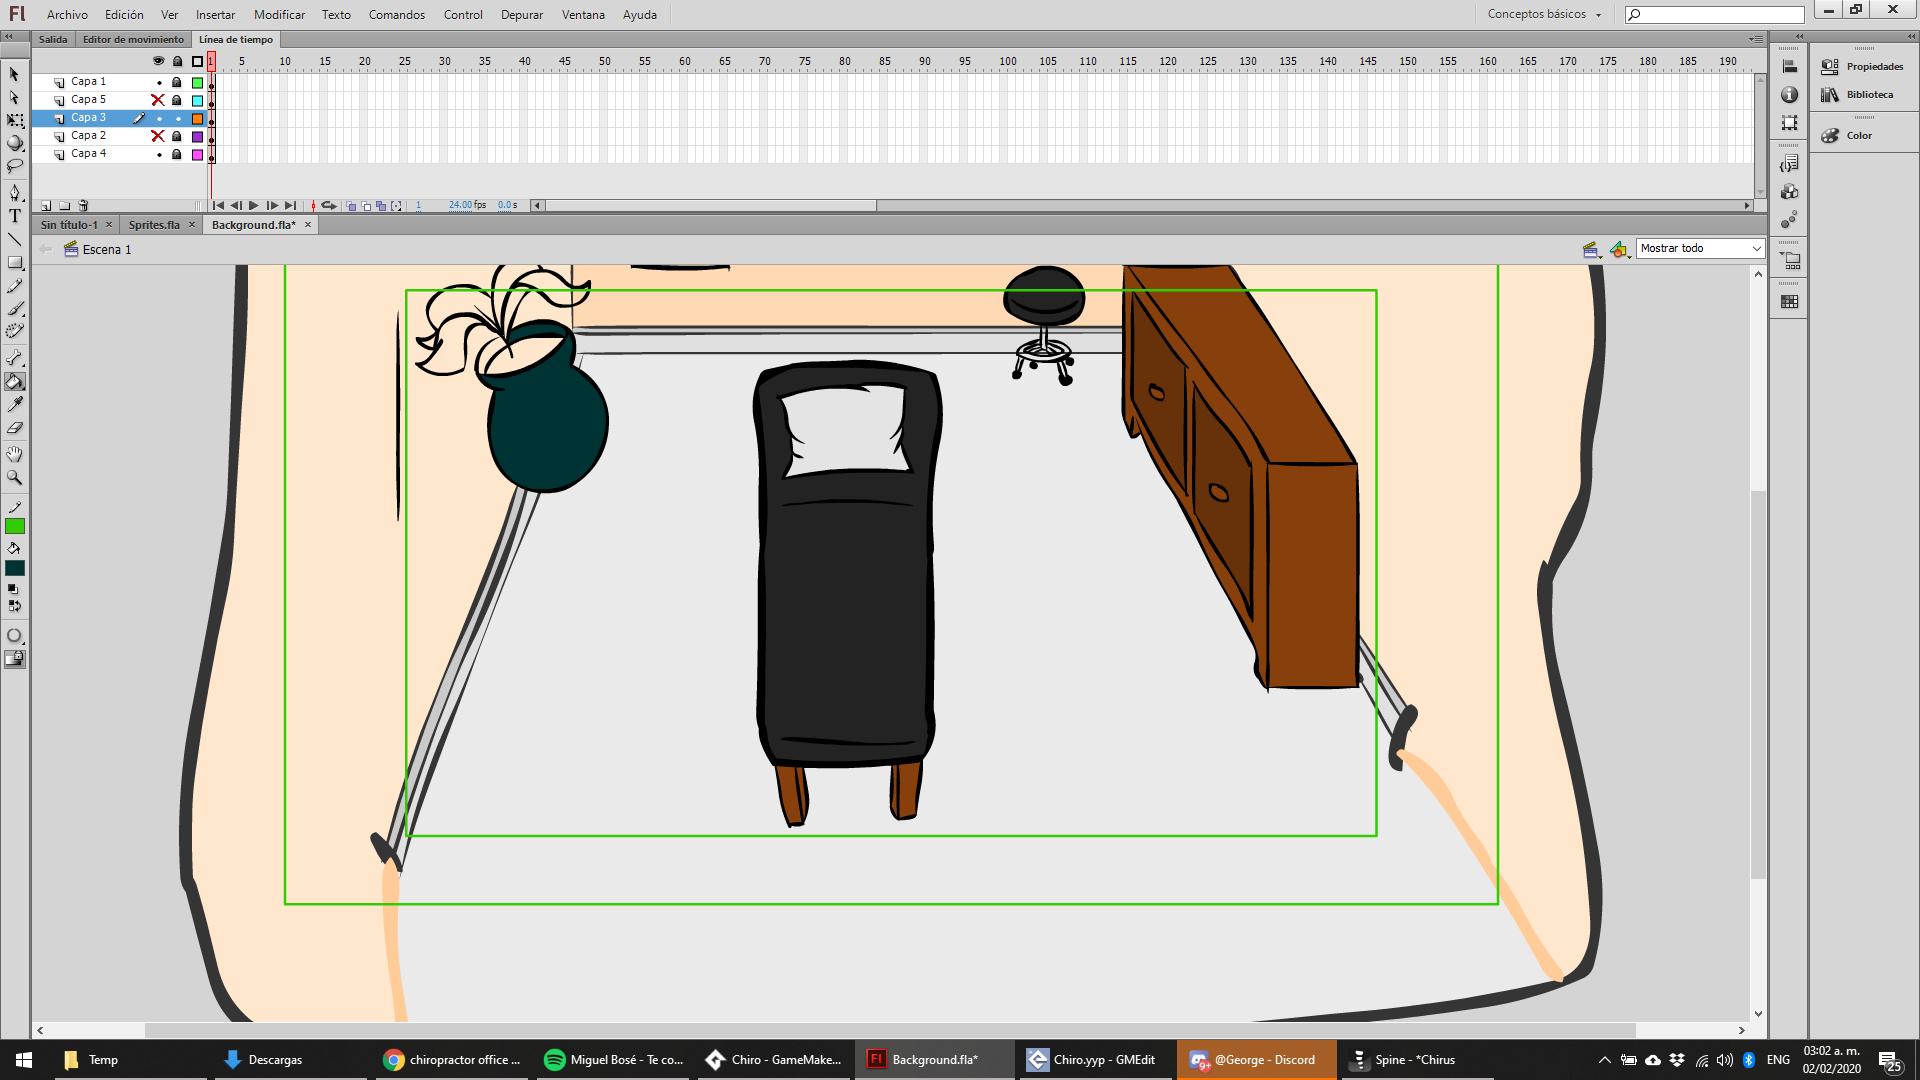 Fl Archivo Edición Ver Insertar Modificar Texto Comandos Control Depurar Ventana Ayuda Conceptos básicos
Salida Editor de movimiento Línea de tiempo
1 5 10 15 20 25 30 35 40 45 50 55 60 65 70 75 80 85 90 95 100 105 110 115 120 125 130 135 140 145 150 155 160 165 170 175 180 185 190
Capa 1
Capa 5
Capa 3
Capa 2
Capa 4
1 24.00 fps 0.0 s
Sin título-1 Sprites.fla Background.fla*
Escena 1 Mostrar todo
Propiedades
Biblioteca
Color
T
Temp Descargas chiropractor office ... Miguel Bosé - Te co... Chiro - GameMake... Fl Background.fla* Chiro.yyp - GMEdit 9+ @George - Discord Spine - *Chirus ENG 03:02 a. m. 25
02/02/2020